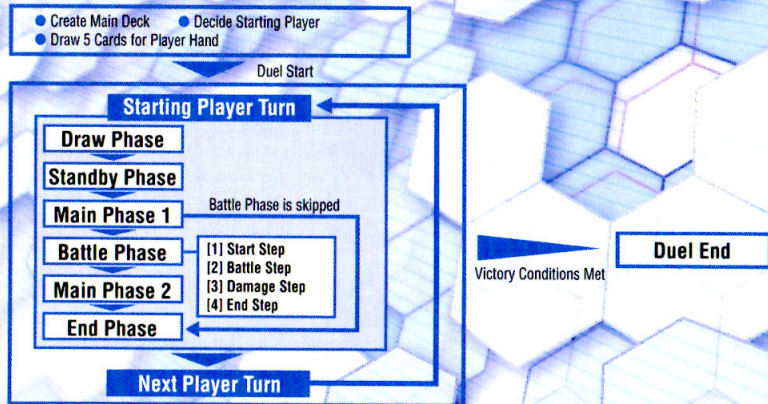 ● Create Main Deck ● Decide Starting Player
● Draw 5 Cards for Player Hand
Duel Start
Starting Player Turn
Draw Phase
Standby Phase
Main Phase 1
Battle Phase is skipped
Battle Phase
[1] Start Step
[2] Battle Step
[3] Damage Step
[4] End Step
Main Phase 2
End Phase
Next Player Turn
Victory Conditions Met
Duel End